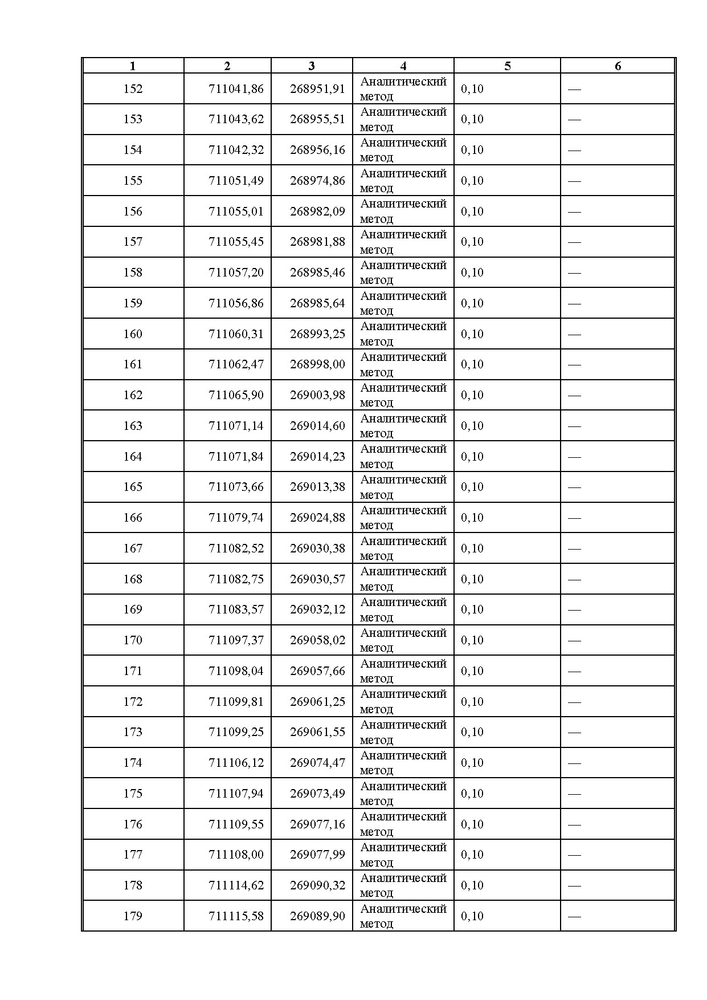 1 2 3 4 5 6
152 711041,86 268951,91 Аналитический метод 0,10 —
153 711043,62 268955,51 Аналитический метод 0,10 —
154 711042,32 268956,16 Аналитический метод 0,10 —
155 711051,49 268974,86 Аналитический метод 0,10 —
156 711055,01 268982,09 Аналитический метод 0,10 —
157 711055,45 268981,88 Аналитический метод 0,10 —
158 711057,20 268985,46 Аналитический метод 0,10 —
159 711056,86 268985,64 Аналитический метод 0,10 —
160 711060,31 268993,25 Аналитический метод 0,10 —
161 711062,47 268998,00 Аналитический метод 0,10 —
162 711065,90 269003,98 Аналитический метод 0,10 —
163 711071,14 269014,60 Аналитический метод 0,10 —
164 711071,84 269014,23 Аналитический метод 0,10 —
165 711073,66 269013,38 Аналитический метод 0,10 —
166 711079,74 269024,88 Аналитический метод 0,10 —
167 711082,52 269030,38 Аналитический метод 0,10 —
168 711082,75 269030,57 Аналитический метод 0,10 —
169 711083,57 269032,12 Аналитический метод 0,10 —
170 711097,37 269058,02 Аналитический метод 0,10 —
171 711098,04 269057,66 Аналитический метод 0,10 —
172 711099,81 269061,25 Аналитический метод 0,10 —
173 711099,25 269061,55 Аналитический метод 0,10 —
174 711106,12 269074,47 Аналитический метод 0,10 —
175 711107,94 269073,49 Аналитический метод 0,10 —
176 711109,55 269077,16 Аналитический метод 0,10 —
177 711108,00 269077,99 Аналитический метод 0,10 —
178 711114,62 269090,32 Аналитический метод 0,10 —
179 711115,58 269089,90 Аналитический метод 0,10 —